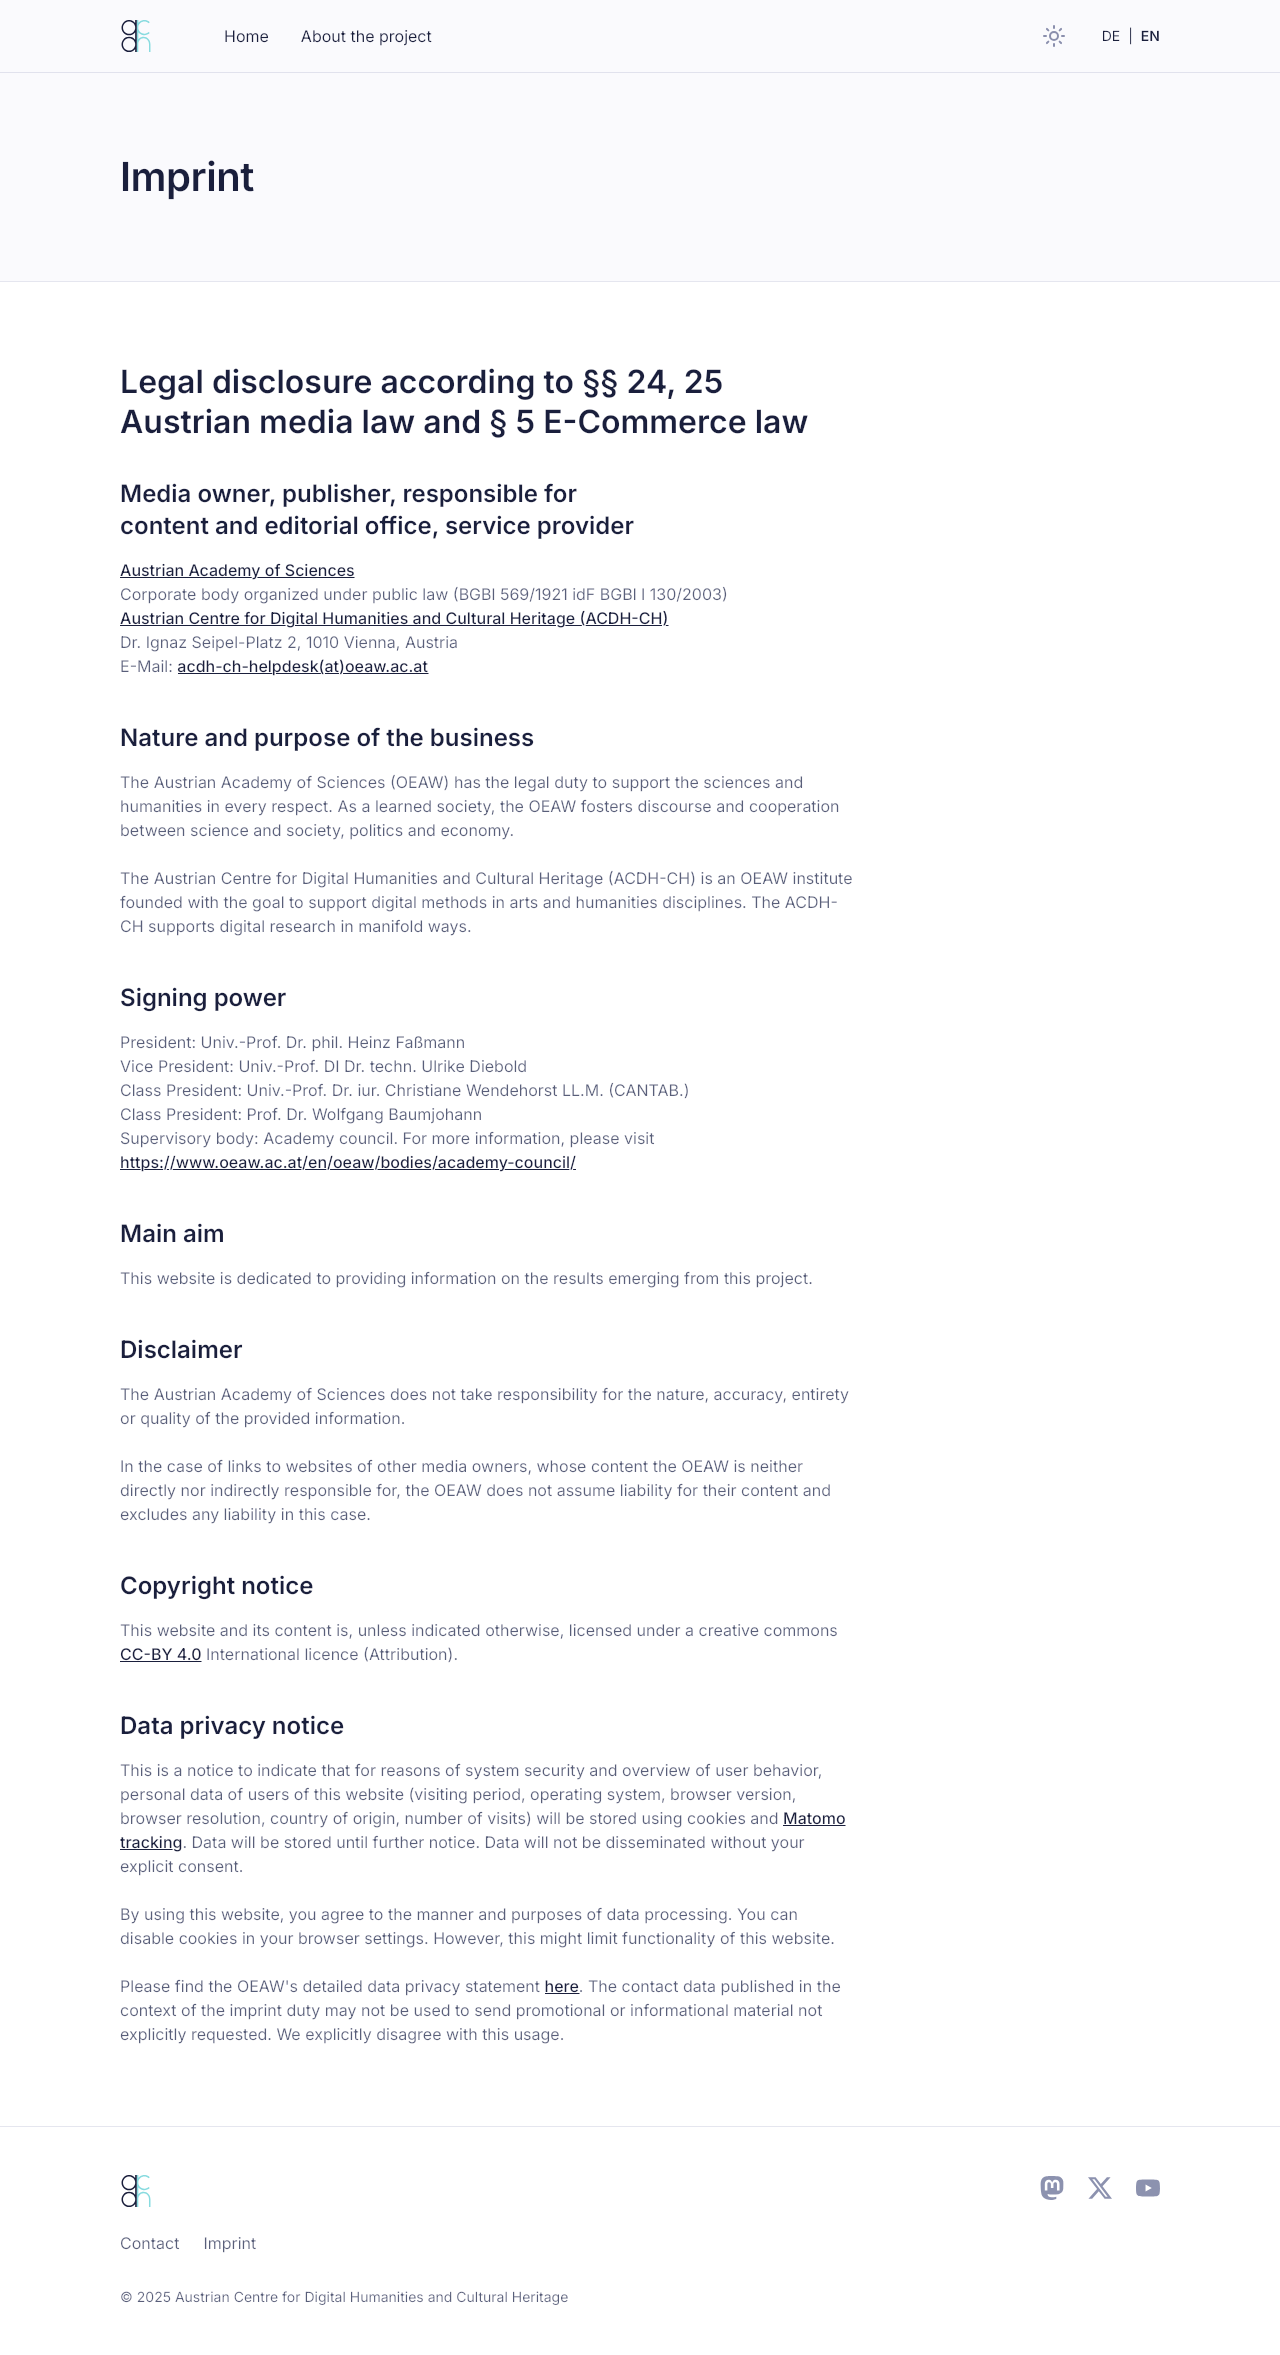 Home About the project DE | EN
Imprint
Legal disclosure according to §§ 24, 25
Austrian media law and § 5 E-Commerce law
Media owner, publisher, responsible for
content and editorial office, service provider
Austrian Academy of Sciences
Corporate body organized under public law (BGBI 569/1921 idF BGBI I 130/2003)
Austrian Centre for Digital Humanities and Cultural Heritage (ACDH-CH)
Dr. Ignaz Seipel-Platz 2, 1010 Vienna, Austria
E-Mail: acdh-ch-helpdesk(at)oeaw.ac.at
Nature and purpose of the business
The Austrian Academy of Sciences (OEAW) has the legal duty to support the sciences and
humanities in every respect. As a learned society, the OEAW fosters discourse and cooperation
between science and society, politics and economy.
The Austrian Centre for Digital Humanities and Cultural Heritage (ACDH-CH) is an OEAW institute
founded with the goal to support digital methods in arts and humanities disciplines. The ACDH-
CH supports digital research in manifold ways.
Signing power
President: Univ.-Prof. Dr. phil. Heinz Faßmann
Vice President: Univ.-Prof. DI Dr. techn. Ulrike Diebold
Class President: Univ.-Prof. Dr. iur. Christiane Wendehorst LL.M. (CANTAB.)
Class President: Prof. Dr. Wolfgang Baumjohann
Supervisory body: Academy council. For more information, please visit
https://www.oeaw.ac.at/en/oeaw/bodies/academy-council/
Main aim
This website is dedicated to providing information on the results emerging from this project.
Disclaimer
The Austrian Academy of Sciences does not take responsibility for the nature, accuracy, entirety
or quality of the provided information.
In the case of links to websites of other media owners, whose content the OEAW is neither
directly nor indirectly responsible for, the OEAW does not assume liability for their content and
excludes any liability in this case.
Copyright notice
This website and its content is, unless indicated otherwise, licensed under a creative commons
CC-BY 4.0 International licence (Attribution).
Data privacy notice
This is a notice to indicate that for reasons of system security and overview of user behavior,
personal data of users of this website (visiting period, operating system, browser version,
browser resolution, country of origin, number of visits) will be stored using cookies and Matomo
tracking. Data will be stored until further notice. Data will not be disseminated without your
explicit consent.
By using this website, you agree to the manner and purposes of data processing. You can
disable cookies in your browser settings. However, this might limit functionality of this website.
Please find the OEAW's detailed data privacy statement here. The contact data published in the
context of the imprint duty may not be used to send promotional or informational material not
explicitly requested. We explicitly disagree with this usage.
Contact Imprint
© 2025 Austrian Centre for Digital Humanities and Cultural Heritage